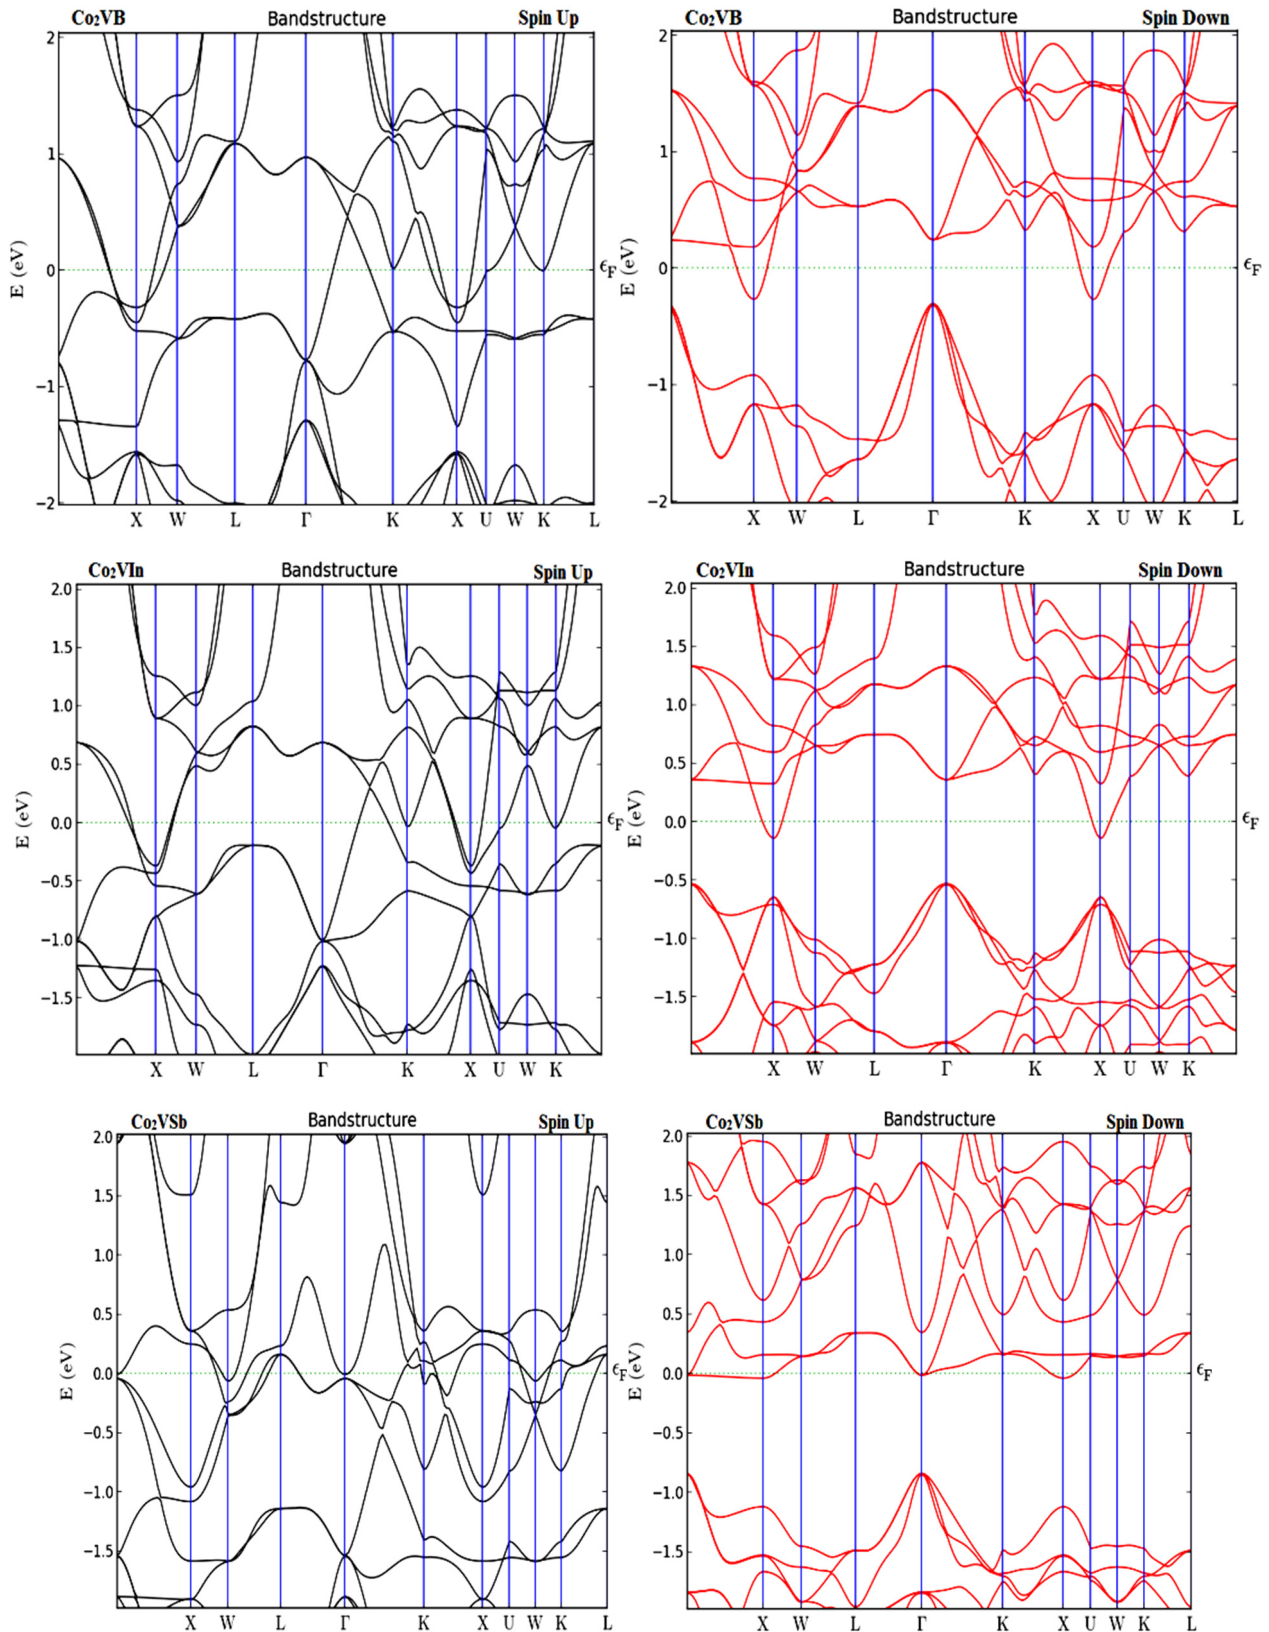 Co₂VB Bandstructure Spin Up
2
1
0
−1
−2
E (eV)
ϵF
X W L Γ K X U W K L
Co₂VB Bandstructure Spin Down
2
1
0
−1
−2
E (eV)
ϵF
X W L Γ K X U W K L
Co₂VIn Bandstructure Spin Up
2.0
1.5
1.0
0.5
0.0
−0.5
−1.0
−1.5
E (eV)
ϵF
X W L Γ K X U W K
Co₂VIn Bandstructure Spin Down
2.0
1.5
1.0
0.5
0.0
−0.5
−1.0
−1.5
E (eV)
ϵF
X W L Γ K X U W K
Co₂VSb Bandstructure Spin Up
2.0
1.5
1.0
0.5
0.0
−0.5
−1.0
−1.5
E (eV)
ϵF
X W L Γ K X U W K L
Co₂VSb Bandstructure Spin Down
2.0
1.5
1.0
0.5
0.0
−0.5
−1.0
−1.5
E (eV)
ϵF
X W L Γ K X U W K L